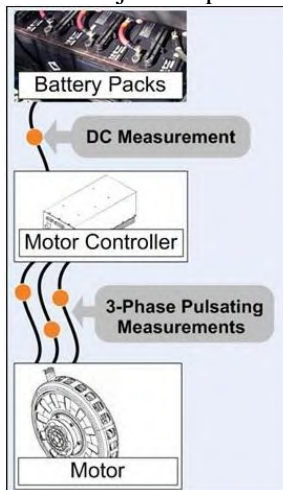 Battery Packs
DC Measurement
Motor Controller
3-Phase Pulsating
Measurements
Motor